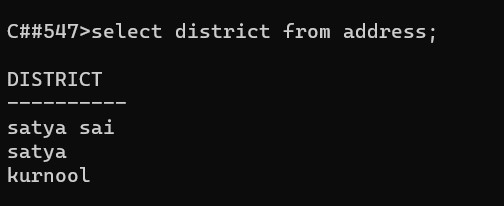 C##547>select district from address;
DISTRICT
----------
satya sai
satya
kurnool